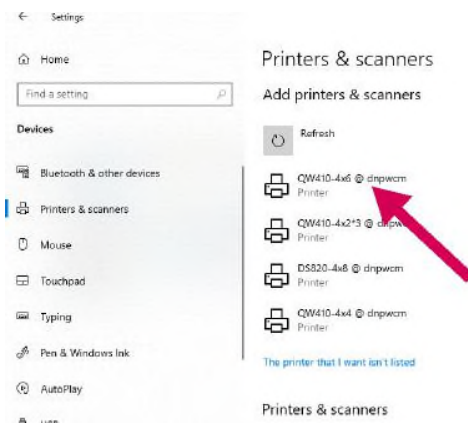 Settings
Home
Find a setting
Devices
Bluetooth & other devices
Printers & scanners
Mouse
Touchpad
Typing
Pen & Windows Ink
AutoPlay
Printers & scanners
Add printers & scanners
Refresh
QW410-4x6 @ dnpwcm
Printer
QW410-4x2*3 @
Printer
DS820-4x8 @ dnpwcm
Printer
QW410-4x4 @ dnpwcm
Printer
The printer that I want isn't listed
Printers & scanners